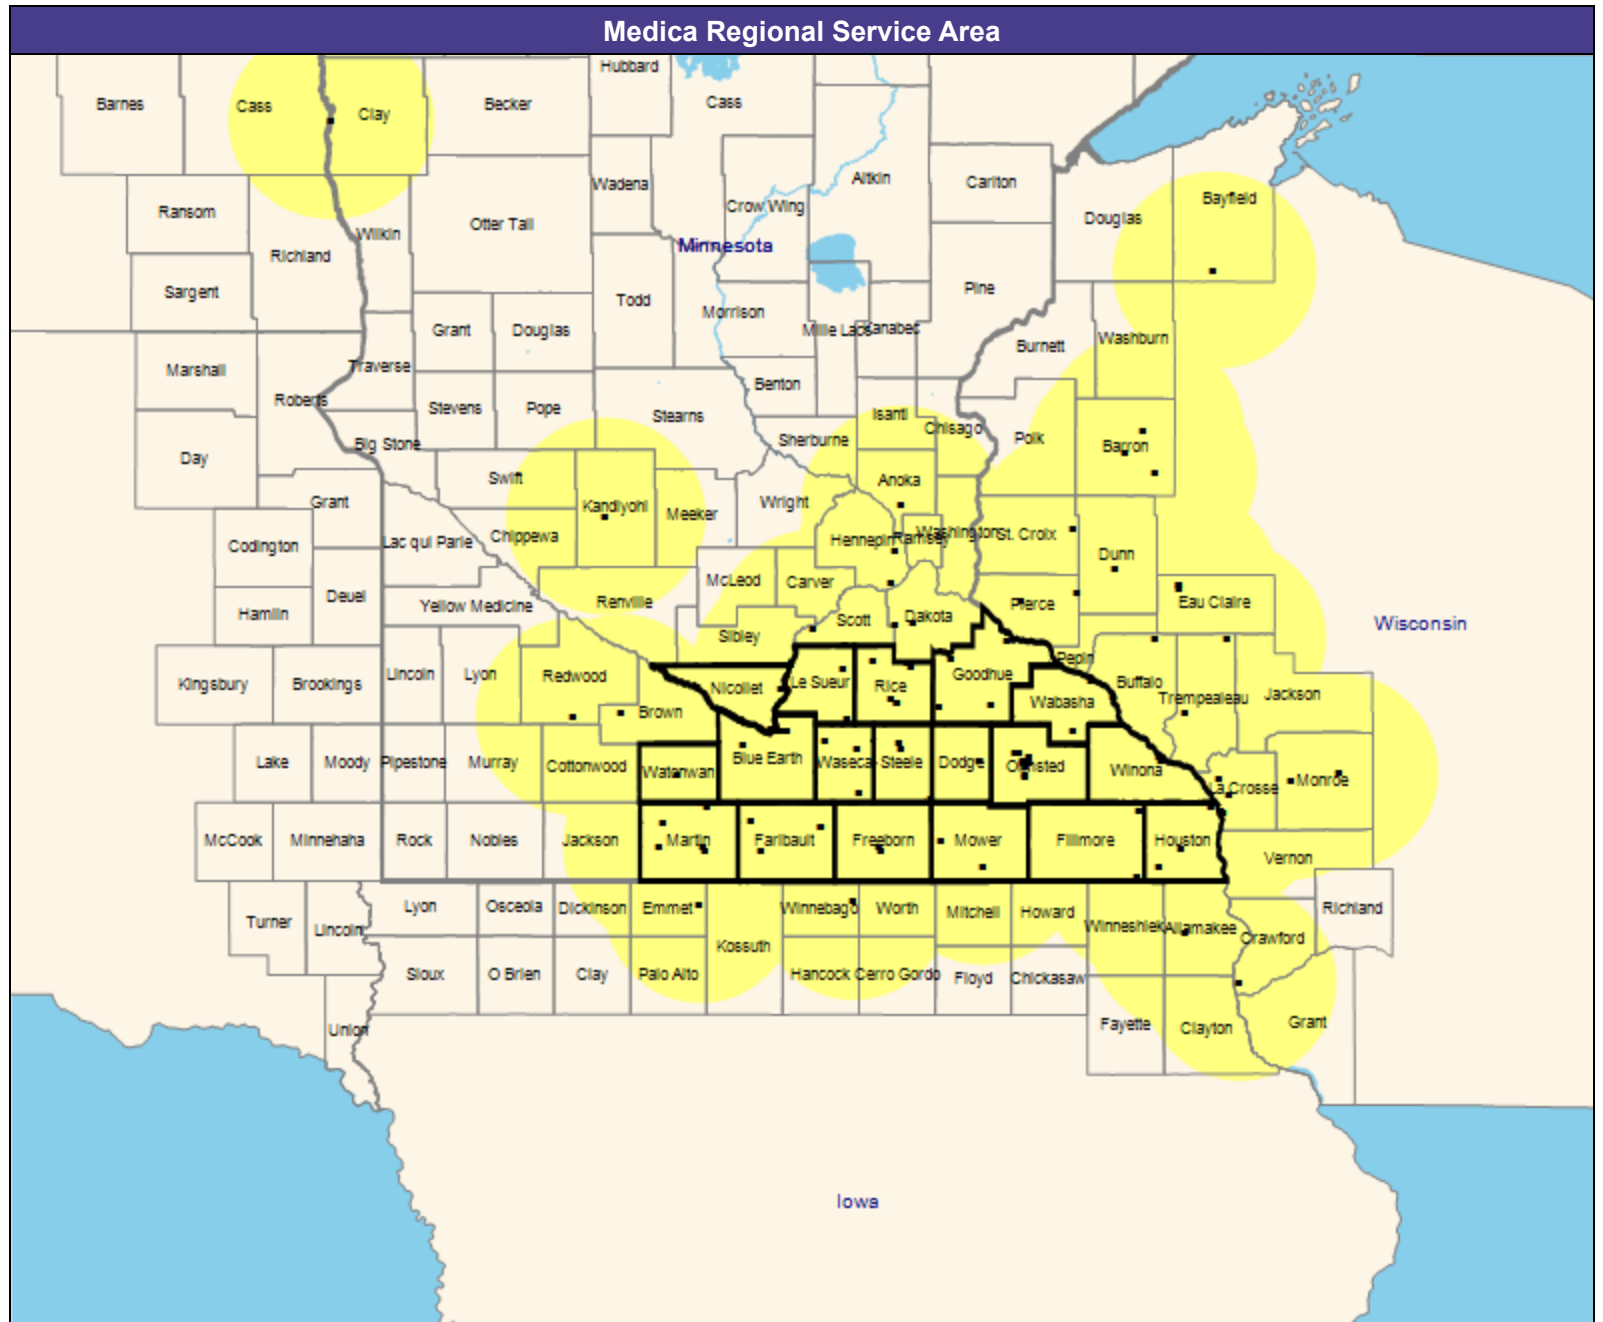 Medica Regional Service Area
Hubbard
Barnes
Cass
Clay
Becker
Cass
Wadena
Aitkin
Carlton
Ransom
Crow Wing
Bayfield
Otter Tail
Wilkin
Douglas
Minnesota
Richland
Sargent
Todd
Pine
Morrison
Grant
Douglas
Mille Lacs
Kanabec
Burnett
Washburn
Marshall
Traverse
Benton
Roberts
Stevens
Pope
Stearns
Isanti
Chisago
Polk
Barron
Sherburne
Big Stone
Day
Swift
Anoka
Grant
Kandiyohi
Meeker
Wright
Codington
Lac qui Parle
Chippewa
Hennepin
Ramsey
Washington
St. Croix
Dunn
McLeod
Carver
Deuel
Hamlin
Yellow Medicine
Renville
Scott
Dakota
Pierce
Eau Claire
Wisconsin
Sibley
Pepin
Kingsbury
Brookings
Lincoln
Lyon
Redwood
Nicollet
Le Sueur
Rice
Goodhue
Buffalo
Trempealeau
Jackson
Wabasha
Brown
Lake
Moody
Pipestone
Murray
Cottonwood
Watonwan
Blue Earth
Waseca
Steele
Dodge
Olmsted
Winona
La Crosse
Monroe
McCook
Minnehaha
Rock
Nobles
Jackson
Martin
Faribault
Freeborn
Mower
Fillmore
Houston
Vernon
Turner
Lincoln
Lyon
Osceola
Dickinson
Emmet
Winnebago
Worth
Mitchell
Howard
Winneshiek
Allamakee
Crawford
Richland
Kossuth
Sioux
O Brien
Clay
Palo Alto
Hancock
Cerro Gordo
Floyd
Chickasaw
Union
Fayette
Clayton
Grant
Iowa